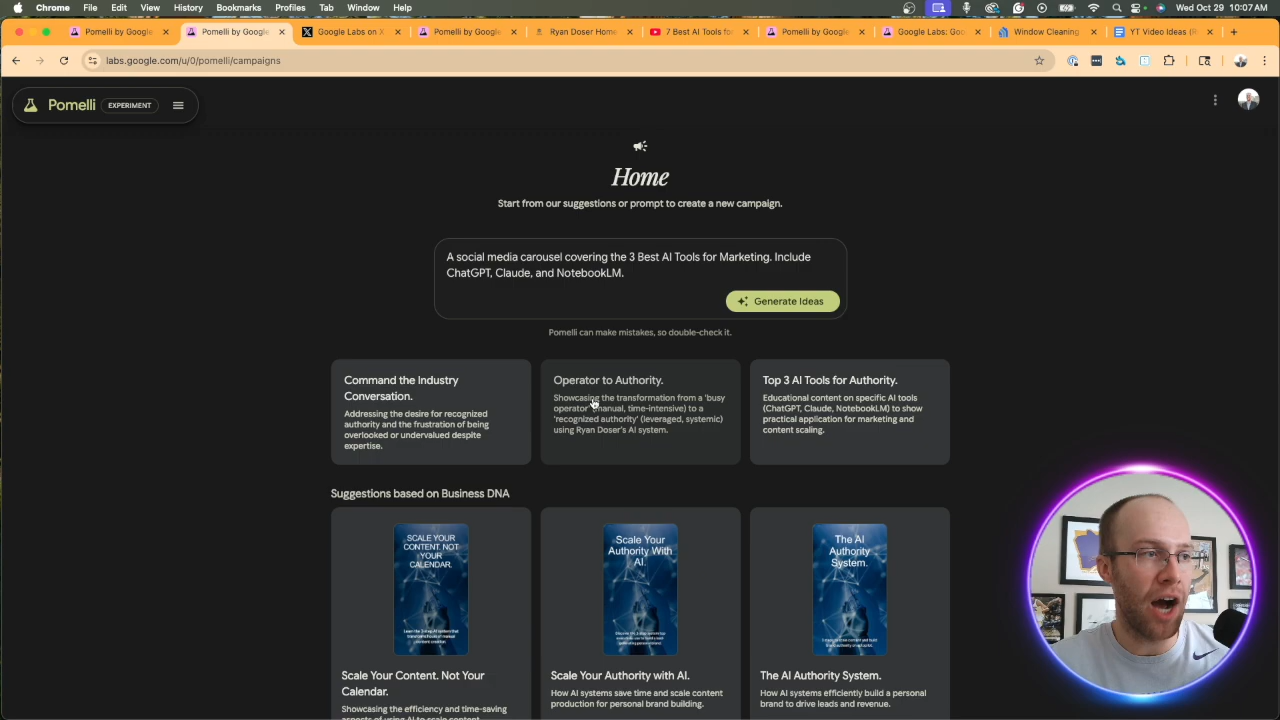 Chrome File Edit View History Bookmarks Profiles Tab Window Help
Wed Oct 29 10:07 AM
Pomelli by Google
Pomelli by Google
Google Labs on X
Pomelli by Google
Ryan Doser Home
7 Best AI Tools for
Pomelli by Google
Google Labs: Goo
Window Cleaning
YT Video Ideas (R
labs.google.com/u/0/pomelli/campaigns
Pomelli EXPERIMENT
Home
Start from our suggestions or prompt to create a new campaign.
A social media carousel covering the 3 Best AI Tools for Marketing. Include
ChatGPT, Claude, and NotebookLM.
Generate Ideas
Pomelli can make mistakes, so double-check it.
Command the Industry
Conversation.
Addressing the desire for recognized
authority and the frustration of being
overlooked or undervalued despite
expertise.
Operator to Authority.
Showcasing the transformation from a 'busy
operator' (manual, time-intensive) to a
'recognized authority' (leveraged, systemic)
using Ryan Doser's AI system.
Top 3 AI Tools for Authority.
Educational content on specific AI tools
(ChatGPT, Claude, NotebookLM) to show
practical application for marketing and
content scaling.
Suggestions based on Business DNA
SCALE YOUR
CONTENT. NOT
YOUR
CALENDAR.
Scale Your Content. Not Your
Calendar.
Showcasing the efficiency and time-saving
aspects of using AI to scale content
Scale Your
Authority With
AI.
Scale Your Authority with AI.
How AI systems save time and scale content
production for personal brand building.
The AI
Authority
System.
The AI Authority System.
How AI systems efficiently build a personal
brand to drive leads and revenue.